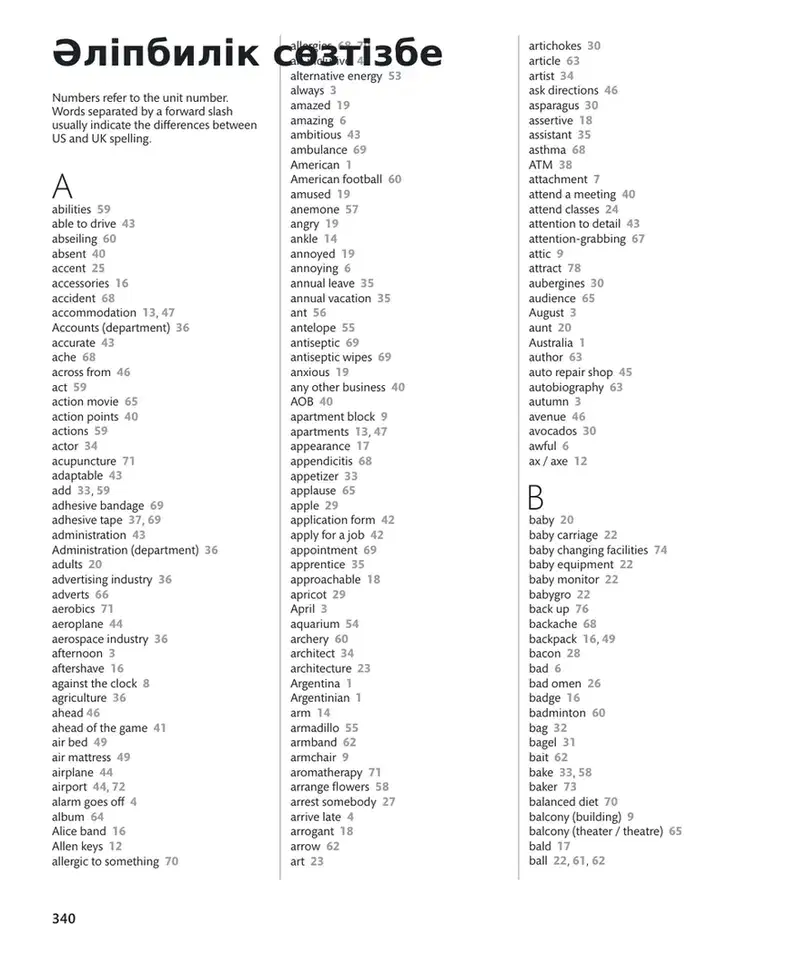 Әліпбилік сөзтізбе
Numbers refer to the unit number.
Words separated by a forward slash
usually indicate the differences between
US and UK spelling.
A
abilities 59
able to drive 43
abseiling 60
absent 40
accent 25
accessories 16
accident 68
accommodation 13, 47
Accounts (department) 36
accurate 43
ache 68
across from 46
act 59
action movie 65
action points 40
actions 59
actor 34
acupuncture 71
adaptable 43
add 33, 59
adhesive bandage 69
adhesive tape 37, 69
administration 43
Administration (department) 36
adults 20
advertising industry 36
adverts 66
aerobics 71
aeroplane 44
aerospace industry 36
afternoon 3
aftershave 16
against the clock 8
agriculture 36
ahead 46
ahead of the game 41
air bed 49
air mattress 49
airplane 44
airport 44, 72
alarm goes off 4
album 64
Alice band 16
Allen keys 12
allergic to something 70
allergies
alternative energy 53
always 3
amazed 19
amazing 6
ambitious 43
ambulance 69
American 1
American football 60
amused 19
anemone 57
angry 19
ankle 14
annoyed 19
annoying 6
annual leave 35
annual vacation 35
ant 56
antelope 55
antiseptic 69
antiseptic wipes 69
anxious 19
any other business 40
AOB 40
apartment block 9
apartments 13, 47
appearance 17
appendicitis 68
appetizer 33
applause 65
apple 29
application form 42
apply for a job 42
appointment 69
apprentice 35
approachable 18
apricot 29
April 3
aquarium 54
archery 60
architect 34
architecture 23
Argentina 1
Argentinian 1
arm 14
armadillo 55
armband 62
armchair 9
aromatherapy 71
arrange flowers 58
arrest somebody 27
arrive late 4
arrogant 18
arrow 62
art 23
artichokes 30
article 63
artist 34
ask directions 46
asparagus 30
assertive 18
assistant 35
asthma 68
ATM 38
attachment 7
attend a meeting 40
attend classes 24
attention to detail 43
attention-grabbing 67
attic 9
attract 78
aubergines 30
audience 65
August 3
aunt 20
Australia 1
author 63
auto repair shop 45
autobiography 63
autumn 3
avenue 46
avocados 30
awful 6
ax / axe 12
B
baby 20
baby carriage 22
baby changing facilities 74
baby equipment 22
baby monitor 22
babygro 22
back up 76
backache 68
backpack 16, 49
bacon 28
bad 6
bad omen 26
badge 16
badminton 60
bag 32
bagel 31
bait 62
bake 33, 58
baker 73
balanced diet 70
balcony (building) 9
balcony (theater / theatre) 65
bald 17
ball 22, 61, 62
340